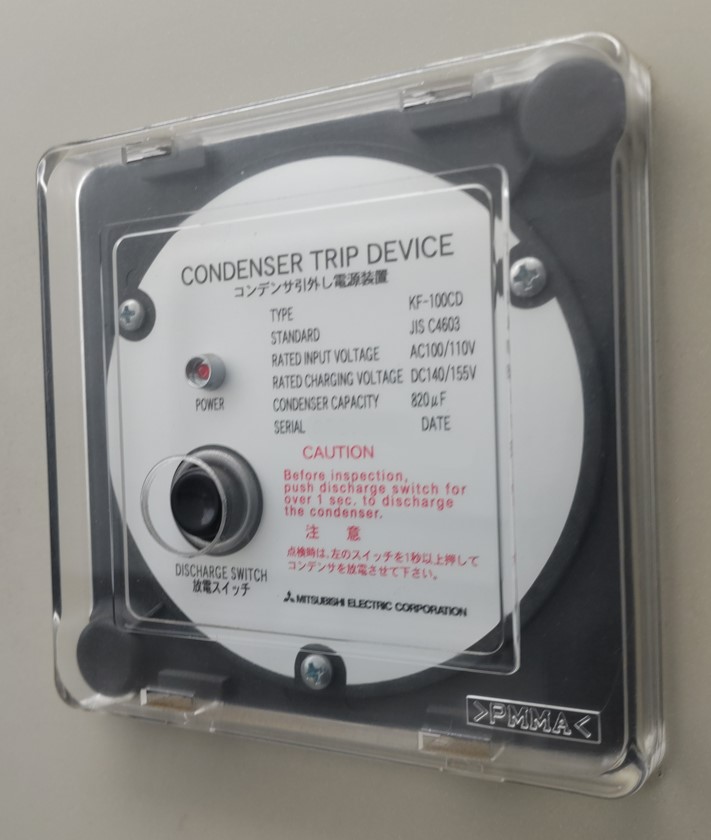 CONDENSER TRIP DEVICE
コンデンサ引外し電源装置
TYPE KF-100CD
STANDARD JIS C4603
RATED INPUT VOLTAGE AC100/110V
RATED CHARGING VOLTAGE DC140/155V
CONDENSER CAPACITY 820μF
SERIAL DATE
POWER
CAUTION
Before inspection,
push discharge switch for
over 1 sec. to discharge
the condenser.
注 意
点検時は、左のスイッチを1秒以上押して
コンデンサを放電させて下さい。
DISCHARGE SWITCH
放電スイッチ
MITSUBISHI ELECTRIC CORPORATION
>PMMA<